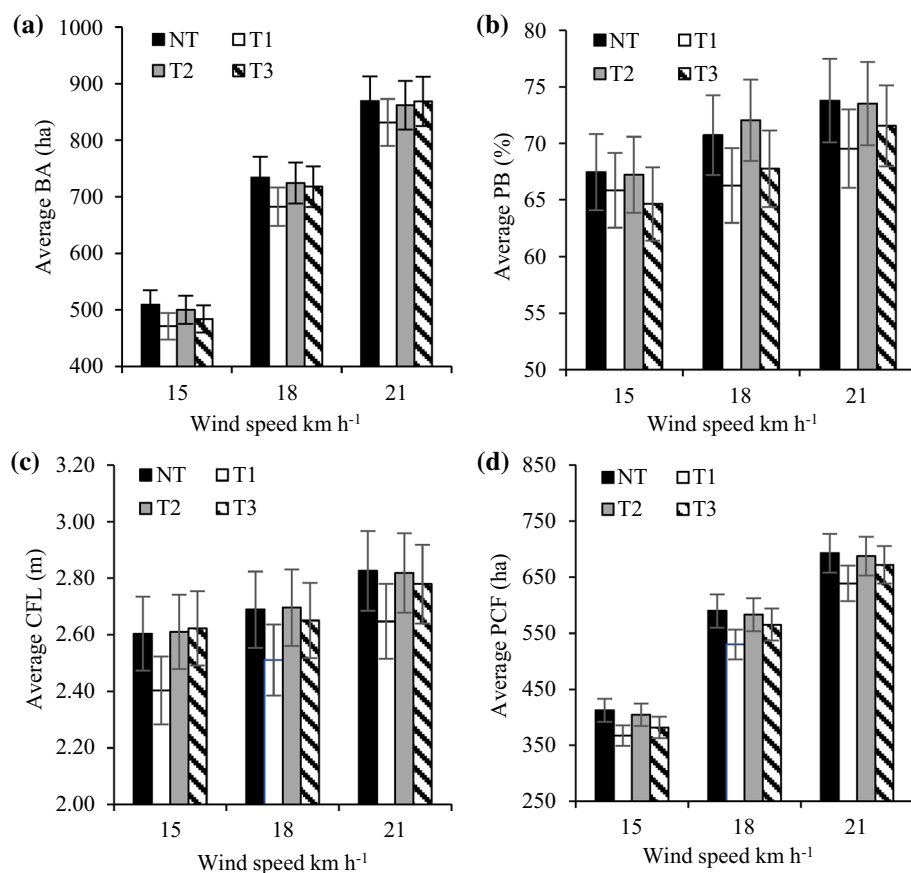 (a)
Average BA (ha)
1000
900
800
700
600
500
400
NT T1
T2 T3
15 18 21
Wind speed km h-1
(b)
Average PB (%)
80
75
70
65
60
55
50
NT T1
T2 T3
15 18 21
Wind speed km h-1
(c)
Average CFL (m)
3.20
3.00
2.80
2.60
2.40
2.20
2.00
NT T1
T2 T3
15 18 21
Wind speed km h-1
(d)
Average PCF (ha)
850
750
650
550
450
350
250
NT T1
T2 T3
15 18 21
Wind speed km h-1